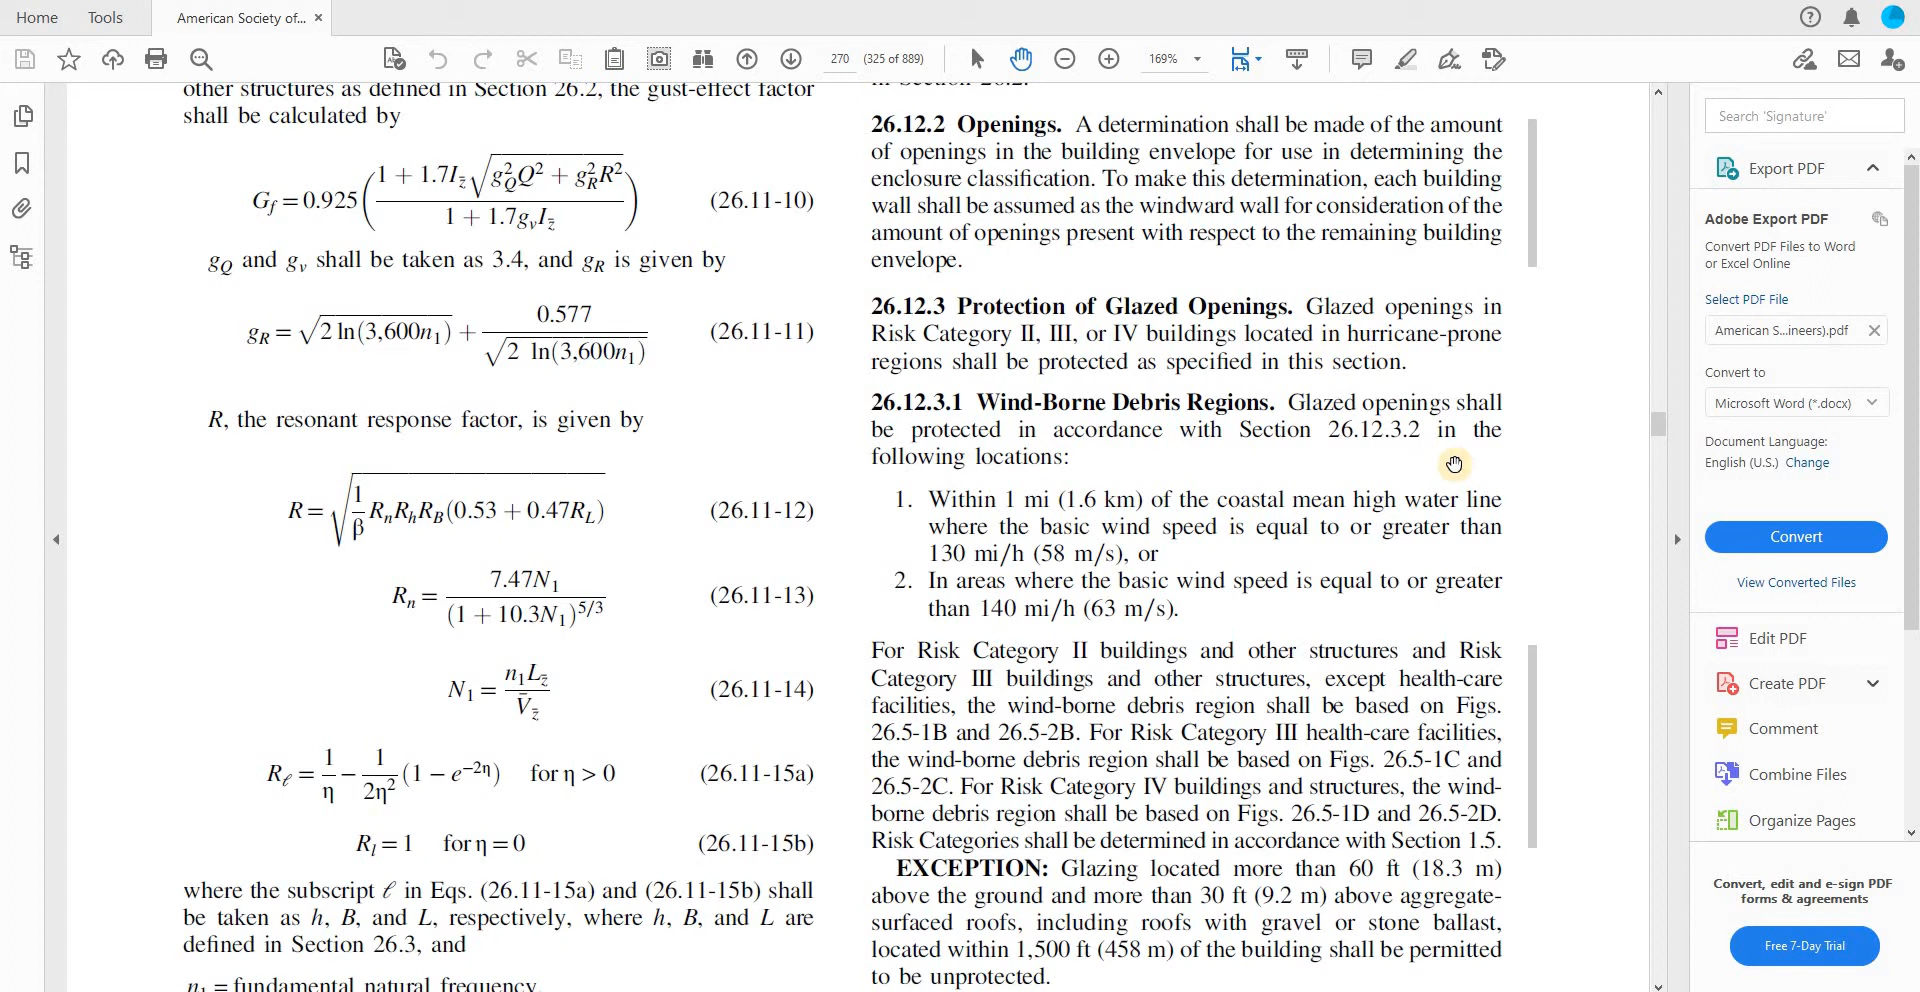 Home
Tools
American Society of...
270
(325 of 889)
169%
other structures as defined in Section 26.2, the gust-effect factor
shall be calculated by
G_f = 0.925 ( (1 + 1.7I_z̄ √(g_Q² Q² + g_R² R²)) / (1 + 1.7g_v I_z̄) ) (26.11-10)
g_Q and g_v shall be taken as 3.4, and g_R is given by
g_R = √(2 ln(3,600n₁)) + 0.577 / √(2 ln(3,600n₁)) (26.11-11)
R, the resonant response factor, is given by
R = √((1/β) R_n R_h R_B (0.53 + 0.47R_L)) (26.11-12)
R_n = 7.47N₁ / (1 + 10.3N₁)^5/3 (26.11-13)
N₁ = n₁L_z̄ / V̄_z̄ (26.11-14)
R_ℓ = 1/η − 1/(2η²) (1 − e^−2η) for η > 0 (26.11-15a)
R_l = 1 for η = 0 (26.11-15b)
where the subscript ℓ in Eqs. (26.11-15a) and (26.11-15b) shall
be taken as h, B, and L, respectively, where h, B, and L are
defined in Section 26.3, and
n₁ = fundamental natural frequency.
in Section 26.2.
26.12.2 Openings. A determination shall be made of the amount
of openings in the building envelope for use in determining the
enclosure classification. To make this determination, each building
wall shall be assumed as the windward wall for consideration of the
amount of openings present with respect to the remaining building
envelope.
26.12.3 Protection of Glazed Openings. Glazed openings in
Risk Category II, III, or IV buildings located in hurricane-prone
regions shall be protected as specified in this section.
26.12.3.1 Wind-Borne Debris Regions. Glazed openings shall
be protected in accordance with Section 26.12.3.2 in the
following locations:
1. Within 1 mi (1.6 km) of the coastal mean high water line
where the basic wind speed is equal to or greater than
130 mi/h (58 m/s), or
2. In areas where the basic wind speed is equal to or greater
than 140 mi/h (63 m/s).
For Risk Category II buildings and other structures and Risk
Category III buildings and other structures, except health-care
facilities, the wind-borne debris region shall be based on Figs.
26.5-1B and 26.5-2B. For Risk Category III health-care facilities,
the wind-borne debris region shall be based on Figs. 26.5-1C and
26.5-2C. For Risk Category IV buildings and structures, the wind-
borne debris region shall be based on Figs. 26.5-1D and 26.5-2D.
Risk Categories shall be determined in accordance with Section 1.5.
EXCEPTION: Glazing located more than 60 ft (18.3 m)
above the ground and more than 30 ft (9.2 m) above aggregate-
surfaced roofs, including roofs with gravel or stone ballast,
located within 1,500 ft (458 m) of the building shall be permitted
to be unprotected.
Search 'Signature'
Export PDF
Adobe Export PDF
Convert PDF Files to Word
or Excel Online
Select PDF File
American S...ineers).pdf
Convert to
Microsoft Word (*.docx)
Document Language:
English (U.S.) Change
Convert
View Converted Files
Edit PDF
Create PDF
Comment
Combine Files
Organize Pages
Convert, edit and e-sign PDF
forms & agreements
Free 7-Day Trial